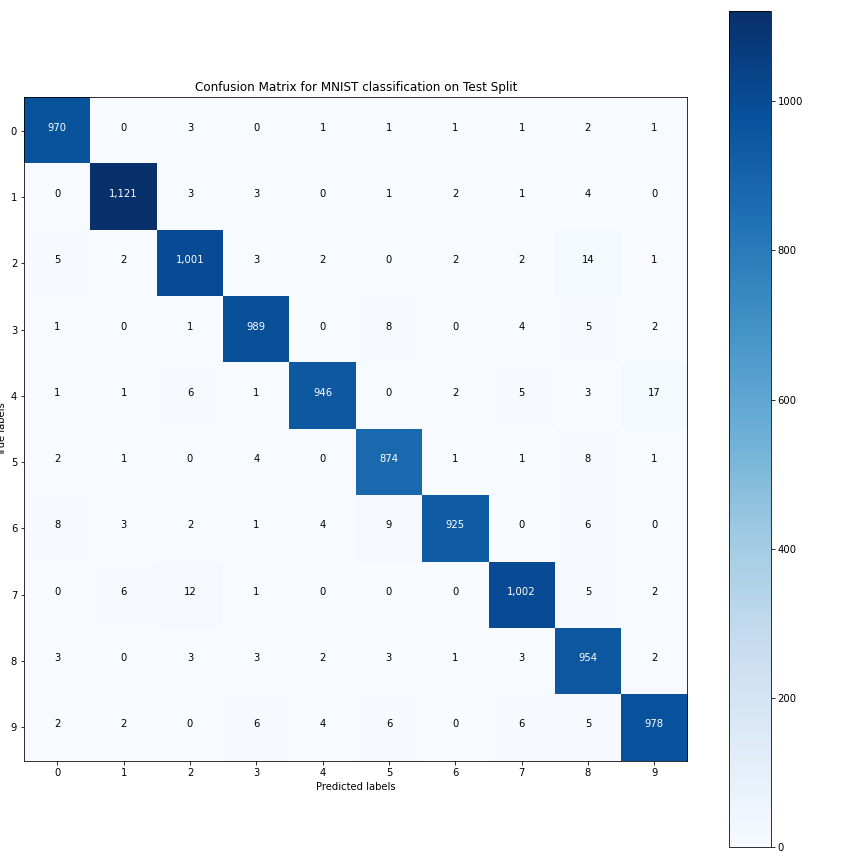 Confusion Matrix for MNIST classification on Test Split
0 970 0 3 0 1 1 1 1 2 1
1 0 1,121 3 3 0 1 2 1 4 0
2 5 2 1,001 3 2 0 2 2 14 1
3 1 0 1 989 0 8 0 4 5 2
4 1 1 6 1 946 0 2 5 3 17
5 2 1 0 4 0 874 1 1 8 1
6 8 3 2 1 4 9 925 0 6 0
7 0 6 12 1 0 0 0 1,002 5 2
8 3 0 3 3 2 3 1 3 954 2
9 2 2 0 6 4 6 0 6 5 978
0 1 2 3 4 5 6 7 8 9
Predicted labels
True labels
1000
800
600
400
200
0